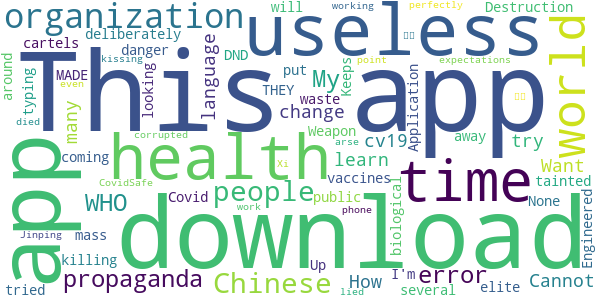 organization
useless
working
perfectly
will
Destruction
cartels
deliberately
danger
DND
kissing
point
expectations
This app
world
around
typing
MADE
looking
language
THEY
put
My
Keeps
even
waste
change
Application
died
many
Weapon
away
try
corrupted
arse
cv19
coming
health
Xi
learn
Want
app
CovidSafe
vaccines
time
tainted
WHO
Covid
people
public
biological
None
Engineered
work
phone
Jinping
mass
download
Up
killing
How
I'm
error
elite
Cannot
tried
propaganda
Chinese
lied
several